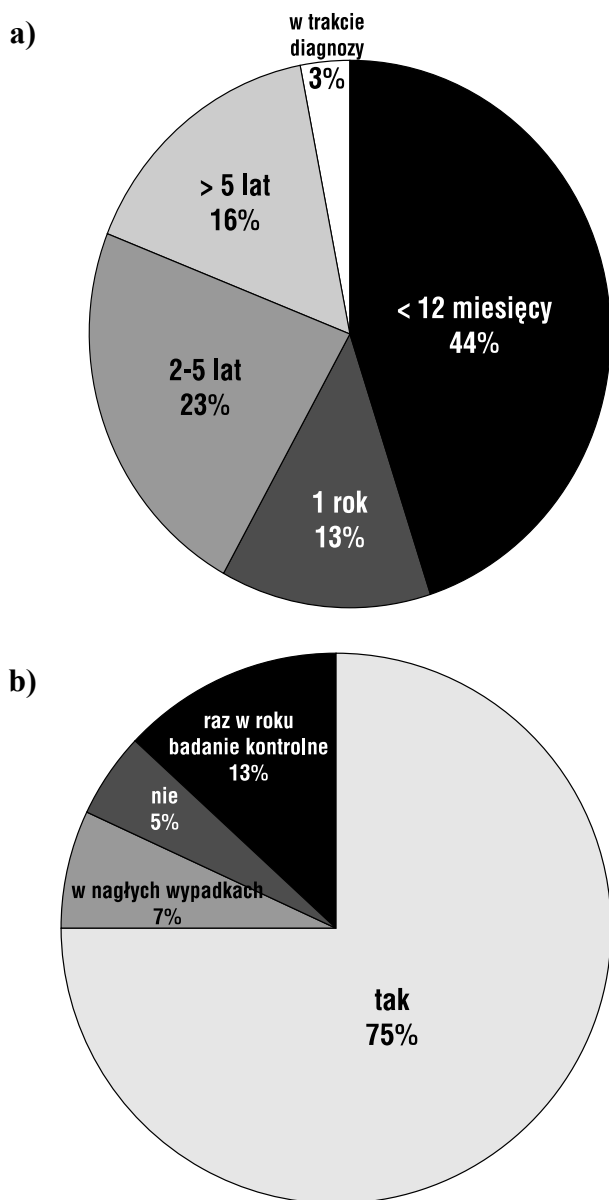 a)
w trakcie
diagnozy
3%
> 5 lat
16%
< 12 miesięcy
44%
2-5 lat
23%
1 rok
13%
b)
raz w roku
badanie kontrolne
13%
nie
5%
w nagłych wypadkach
7%
tak
75%